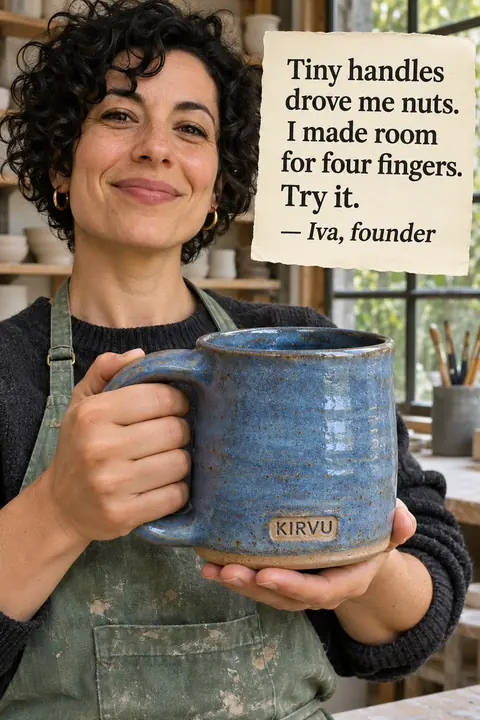 Tiny handles
drove me nuts.
I made room
for four fingers.
Try it.
— Iva, founder
KIRVU